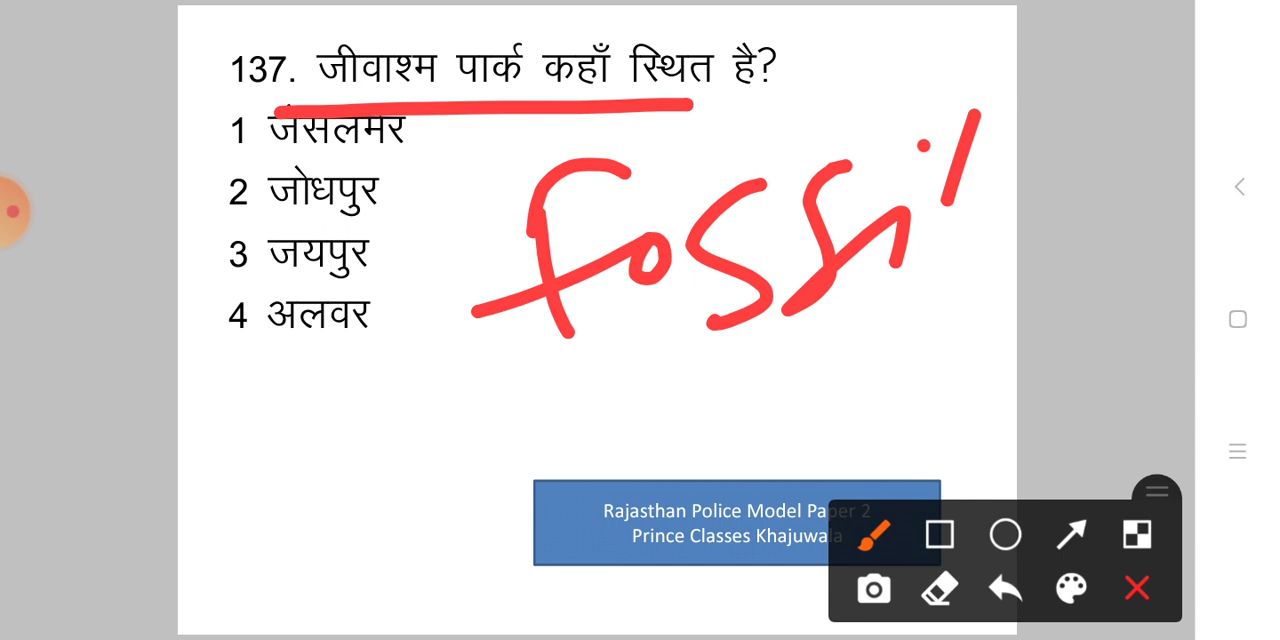 137. जीवाश्म पार्क कहाँ स्थित है?
1 जैसलमेर
2 जोधपुर
3 जयपुर
4 अलवर
fossil
Rajasthan Police Model Paper 2
Prince Classes Khajuwala